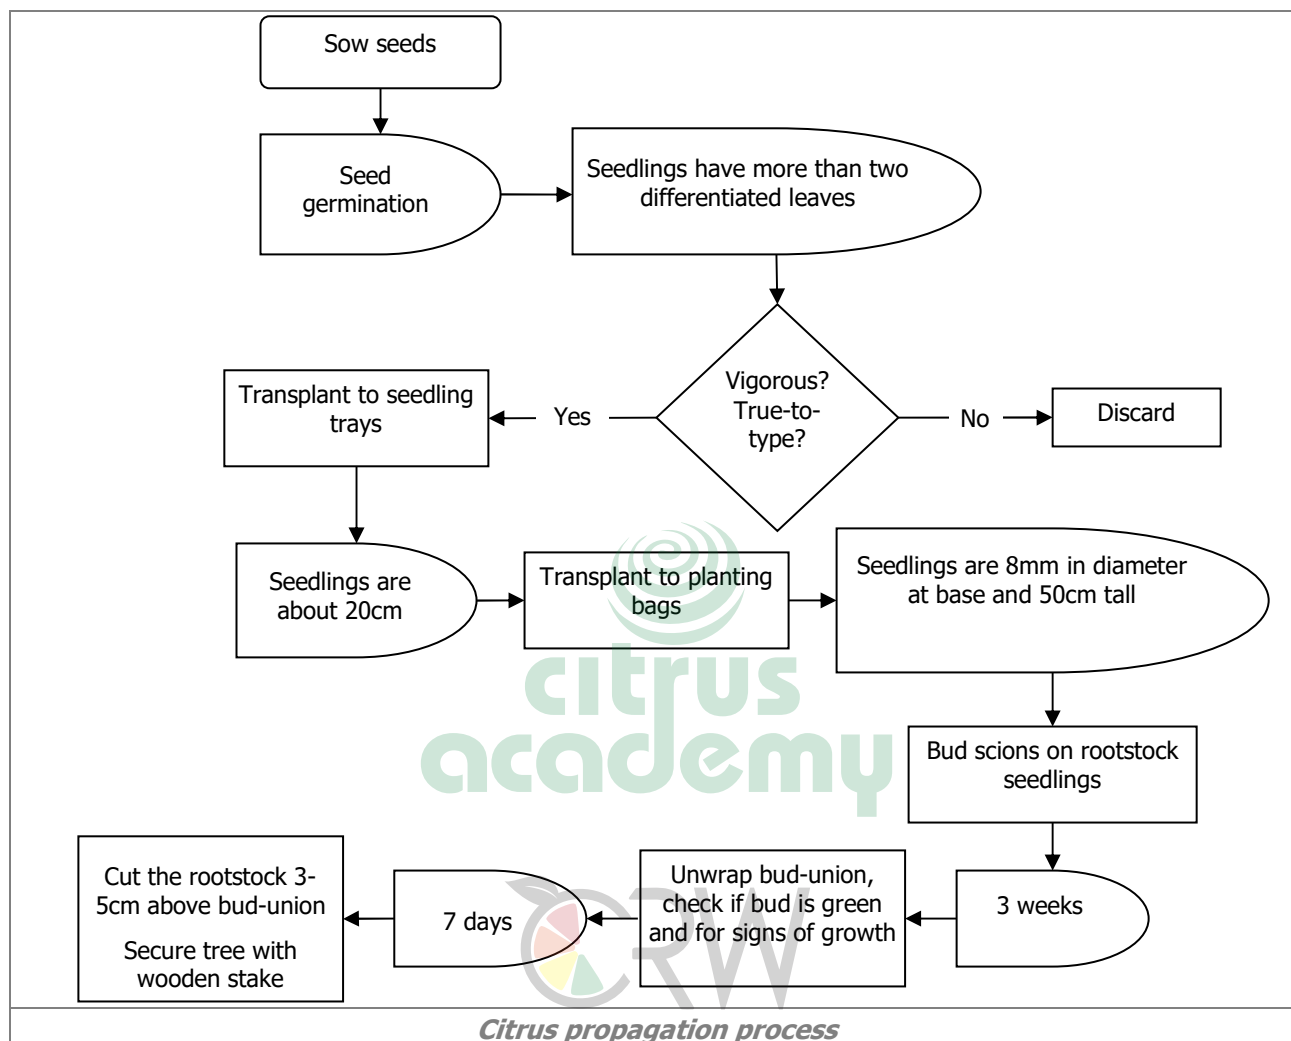 Sow seeds
Seed
germination
Seedlings have more than two
differentiated leaves
Vigorous?
True-to-
type?
Yes
No
Transplant to seedling
trays
Discard
Seedlings are
about 20cm
Transplant to planting
bags
Seedlings are 8mm in diameter
at base and 50cm tall
citrus
academy
Bud scions on rootstock
seedlings
3 weeks
Unwrap bud-union,
check if bud is green
and for signs of growth
7 days
Cut the rootstock 3-
5cm above bud-union
Secure tree with
wooden stake
CRW
Citrus propagation process